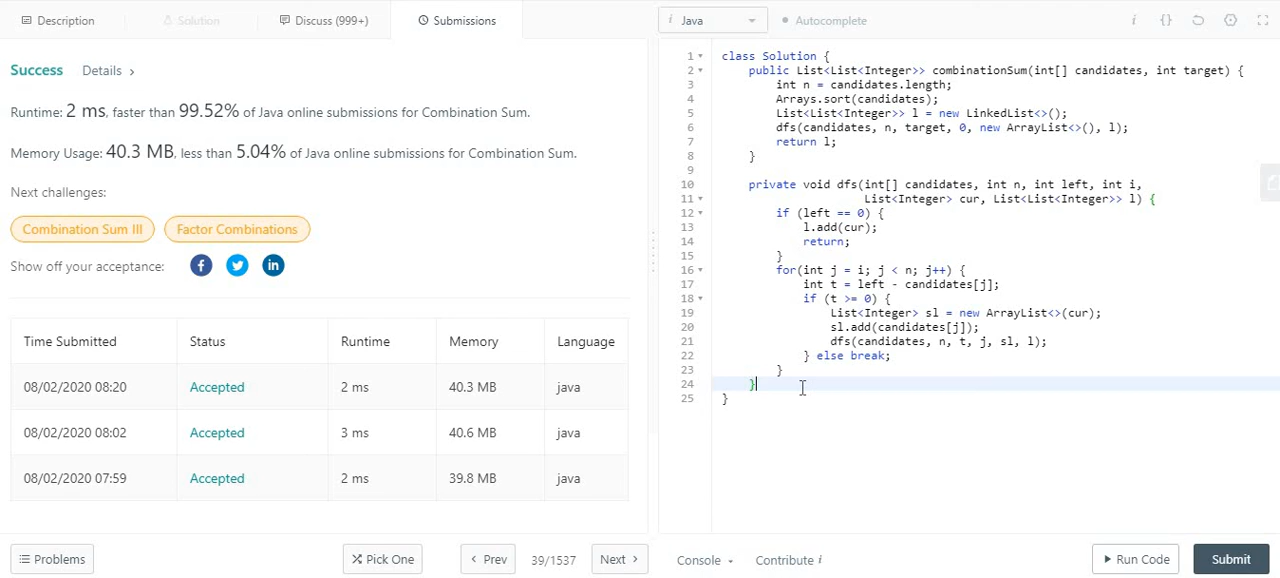 Description
Solution
Discuss (999+)
Submissions
Success
Details >
Runtime: 2 ms, faster than 99.52% of Java online submissions for Combination Sum.
Memory Usage: 40.3 MB, less than 5.04% of Java online submissions for Combination Sum.
Next challenges:
Combination Sum III
Factor Combinations
Show off your acceptance:
Time Submitted Status Runtime Memory Language
08/02/2020 08:20 Accepted 2 ms 40.3 MB java
08/02/2020 08:02 Accepted 3 ms 40.6 MB java
08/02/2020 07:59 Accepted 2 ms 39.8 MB java
Problems
Pick One
< Prev
39/1537
Next >
i Java
Autocomplete
i {}
1 class Solution {
2 public List<List<Integer>> combinationSum(int[] candidates, int target) {
3 int n = candidates.length;
4 Arrays.sort(candidates);
5 List<List<Integer>> l = new LinkedList<>();
6 dfs(candidates, n, target, 0, new ArrayList<>(), l);
7 return l;
8 }
9
10 private void dfs(int[] candidates, int n, int left, int i,
11 List<Integer> cur, List<List<Integer>> l) {
12 if (left == 0) {
13 l.add(cur);
14 return;
15 }
16 for(int j = i; j < n; j++) {
17 int t = left - candidates[j];
18 if (t >= 0) {
19 List<Integer> sl = new ArrayList<>(cur);
20 sl.add(candidates[j]);
21 dfs(candidates, n, t, j, sl, l);
22 } else break;
23 }
24 }
25 }
Console
Contribute i
Run Code
Submit